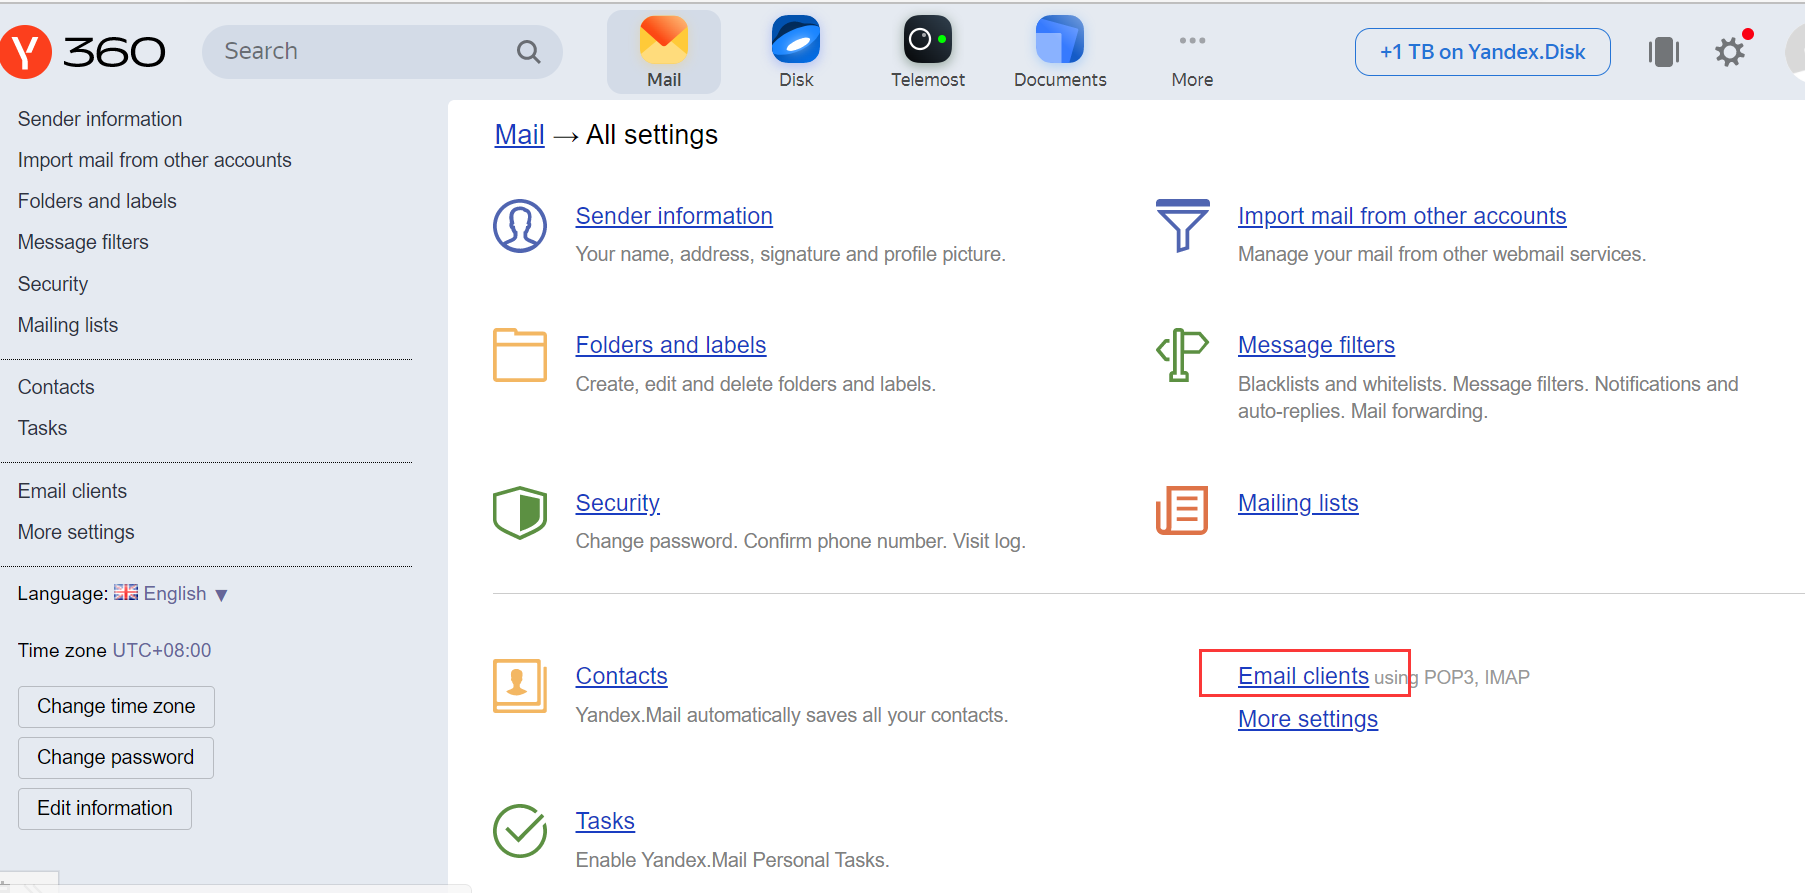 Y 360
Search
Mail
Disk
Telemost
Documents
More
+1 TB on Yandex.Disk
Sender information
Import mail from other accounts
Folders and labels
Message filters
Security
Mailing lists
Contacts
Tasks
Email clients
More settings
Language: English ▼
Time zone UTC+08:00
Change time zone
Change password
Edit information
Mail → All settings
Sender information
Your name, address, signature and profile picture.
Import mail from other accounts
Manage your mail from other webmail services.
Folders and labels
Create, edit and delete folders and labels.
Message filters
Blacklists and whitelists. Message filters. Notifications and
auto-replies. Mail forwarding.
Security
Change password. Confirm phone number. Visit log.
Mailing lists
Contacts
Yandex.Mail automatically saves all your contacts.
Email clients using POP3, IMAP
More settings
Tasks
Enable Yandex.Mail Personal Tasks.